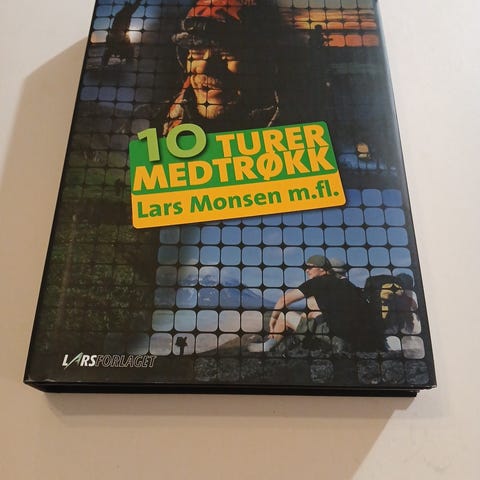 10 TURER
MEDTRØKK
Lars Monsen m.fl.
LARSFORLAGET